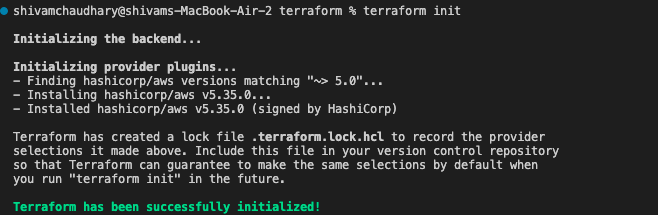 shivamchaudhary@shivams-MacBook-Air-2 terraform % terraform init
Initializing the backend...
Initializing provider plugins...
- Finding hashicorp/aws versions matching "~> 5.0"...
- Installing hashicorp/aws v5.35.0...
- Installed hashicorp/aws v5.35.0 (signed by HashiCorp)
Terraform has created a lock file .terraform.lock.hcl to record the provider
selections it made above. Include this file in your version control repository
so that Terraform can guarantee to make the same selections by default when
you run "terraform init" in the future.
Terraform has been successfully initialized!